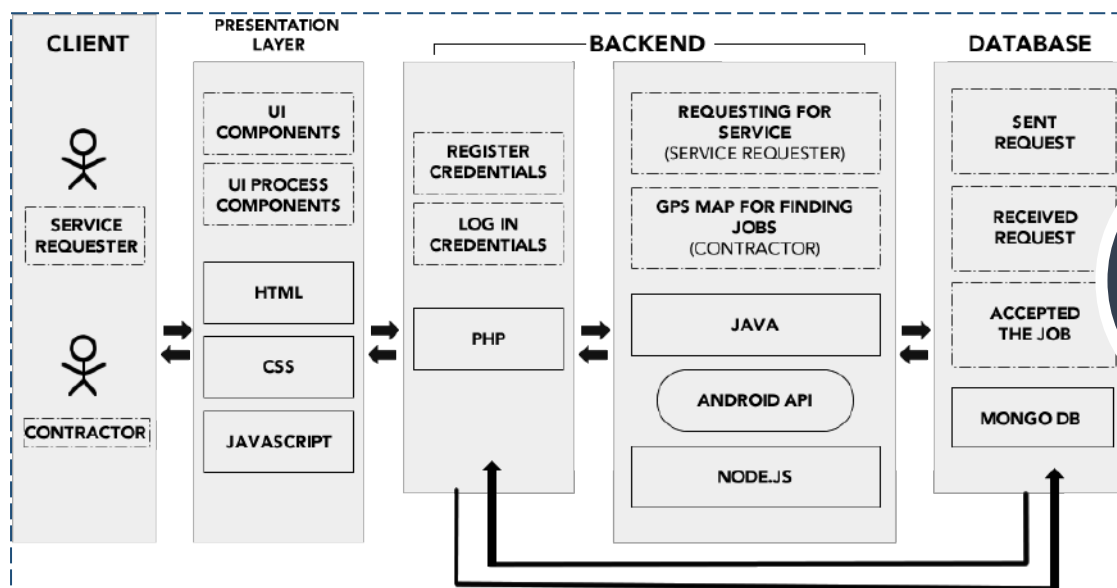 CLIENT
SERVICE
REQUESTER
CONTRACTOR
PRESENTATION
LAYER
UI
COMPONENTS
UI PROCESS
COMPONENTS
HTML
CSS
JAVASCRIPT
BACKEND
REGISTER
CREDENTIALS
LOG IN
CREDENTIALS
PHP
REQUESTING FOR
SERVICE
(SERVICE REQUESTER)
GPS MAP FOR FINDING
JOBS
(CONTRACTOR)
JAVA
ANDROID API
NODE.JS
DATABASE
SENT
REQUEST
RECEIVED
REQUEST
ACCEPTED
THE JOB
MONGO DB